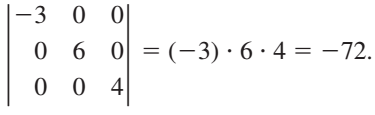 |−3 0 0|
| 0 6 0| = (−3) · 6 · 4 = −72.
| 0 0 4|